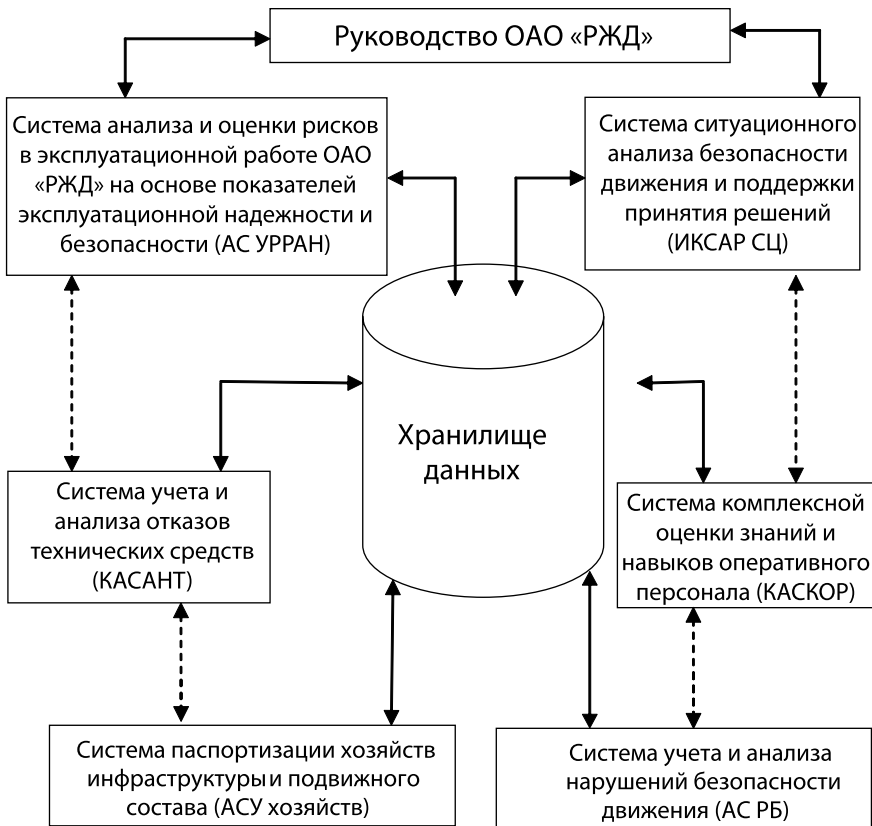 Руководство ОАО «РЖД»
Система анализа и оценки рисков
в эксплуатационной работе ОАО
«РЖД» на основе показателей
эксплуатационной надежности и
безопасности (АС УРРАН)
Система ситуационного
анализа безопасности
движения и поддержки
принятия решений
(ИКСАР СЦ)
Хранилище
данных
Система учета и
анализа отказов
технических средств
(КАСАНТ)
Система комплексной
оценки знаний и
навыков оперативного
персонала (КАСКОР)
Система паспортизации хозяйств
инфраструктуры и подвижного
состава (АСУ хозяйств)
Система учета и анализа
нарушений безопасности
движения (АС РБ)